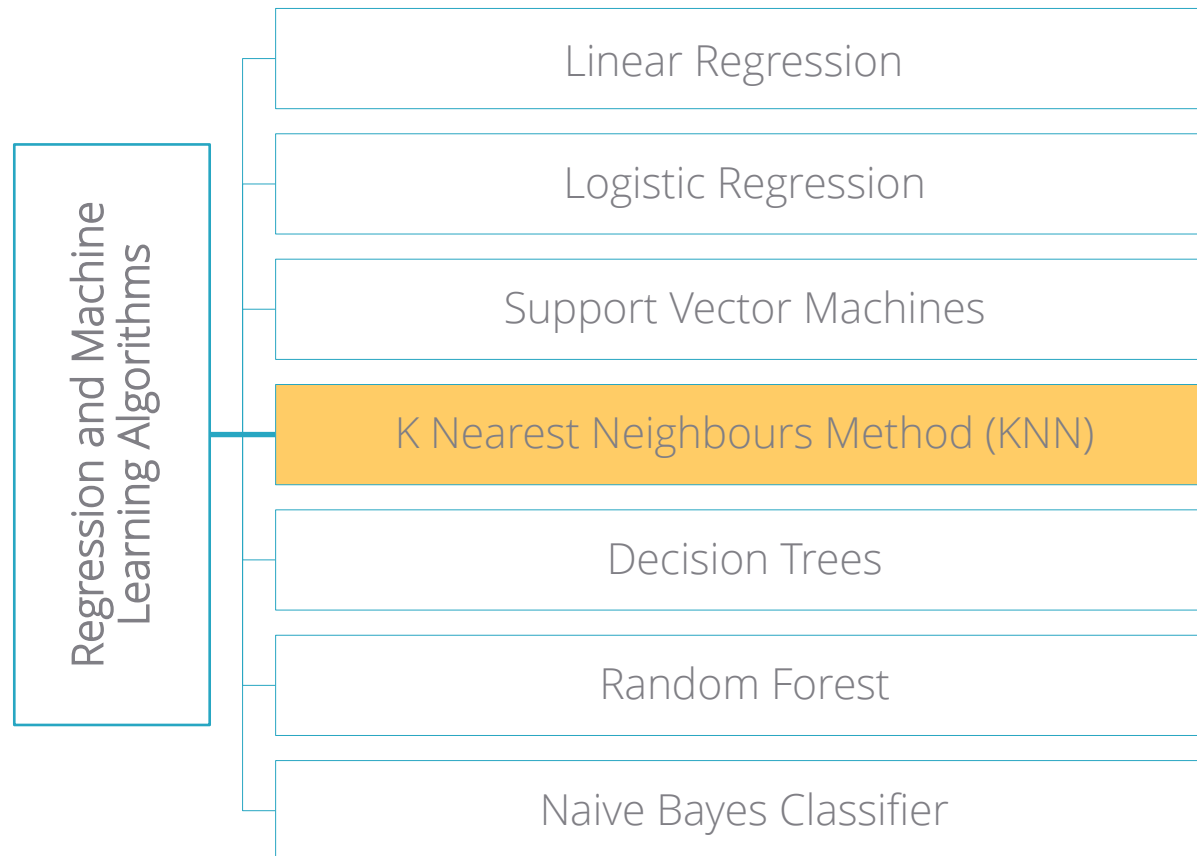 Regression and Machine
Learning Algorithms
Linear Regression
Logistic Regression
Support Vector Machines
K Nearest Neighbours Method (KNN)
Decision Trees
Random Forest
Naive Bayes Classifier